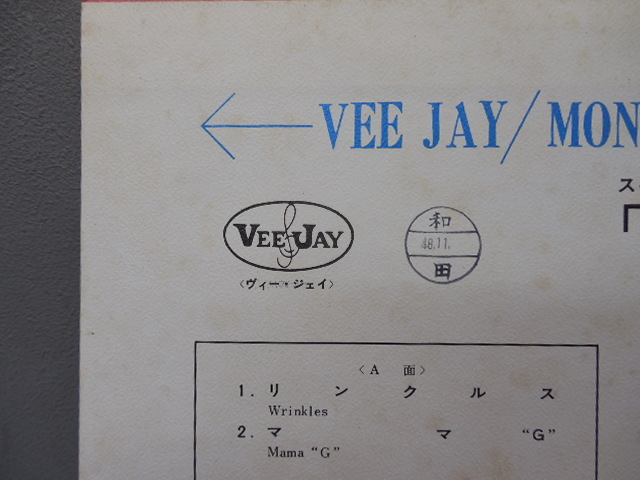 ← VEE JAY/MON
ス
「
VEE JAY
〈ヴィー・ジェイ〉
和
48.11.
田
〈A 面〉
1. リンクルス
Wrinkles
2. ママ “G”
Mama “G”